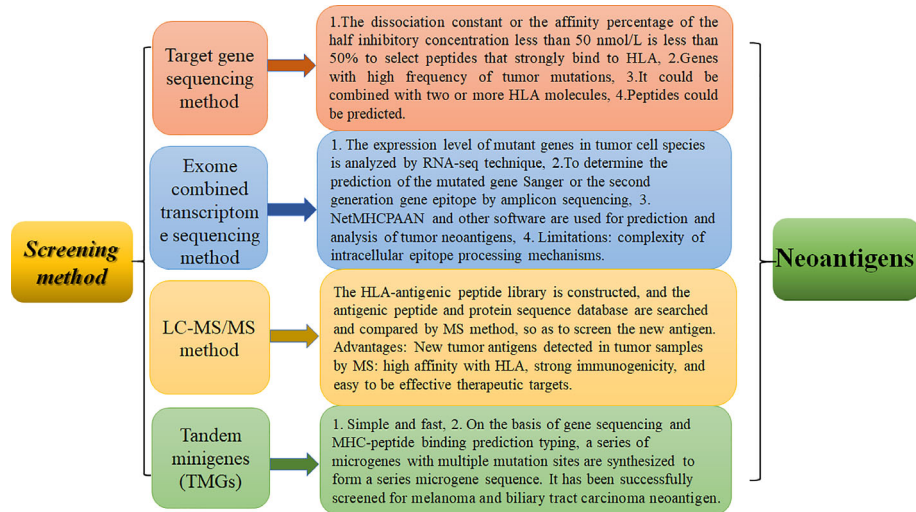 Screening
method
Target gene
sequencing
method
1.The dissociation constant or the affinity percentage of the
half inhibitory concentration less than 50 nmol/L is less than
50% to select peptides that strongly bind to HLA, 2.Genes
with high frequency of tumor mutations, 3.It could be
combined with two or more HLA molecules, 4.Peptides could
be predicted.
Exome
combined
transcriptom
e sequencing
method
1. The expression level of mutant genes in tumor cell species
is analyzed by RNA-seq technique, 2.To determine the
prediction of the mutated gene Sanger or the second
generation gene epitope by amplicon sequencing, 3.
NetMHCPAAN and other software are used for prediction and
analysis of tumor neoantigens, 4. Limitations: complexity of
intracellular epitope processing mechanisms.
LC-MS/MS
method
The HLA-antigenic peptide library is constructed, and the
antigenic peptide and protein sequence database are searched
and compared by MS method, so as to screen the new antigen.
Advantages: New tumor antigens detected in tumor samples
by MS: high affinity with HLA, strong immunogenicity, and
easy to be effective therapeutic targets.
Tandem
minigenes
(TMGs)
1. Simple and fast, 2. On the basis of gene sequencing and
MHC-peptide binding prediction typing, a series of
microgenes with multiple mutation sites are synthesized to
form a series microgene sequence. It has been successfully
screened for melanoma and biliary tract carcinoma neoantigen.
Neoantigens